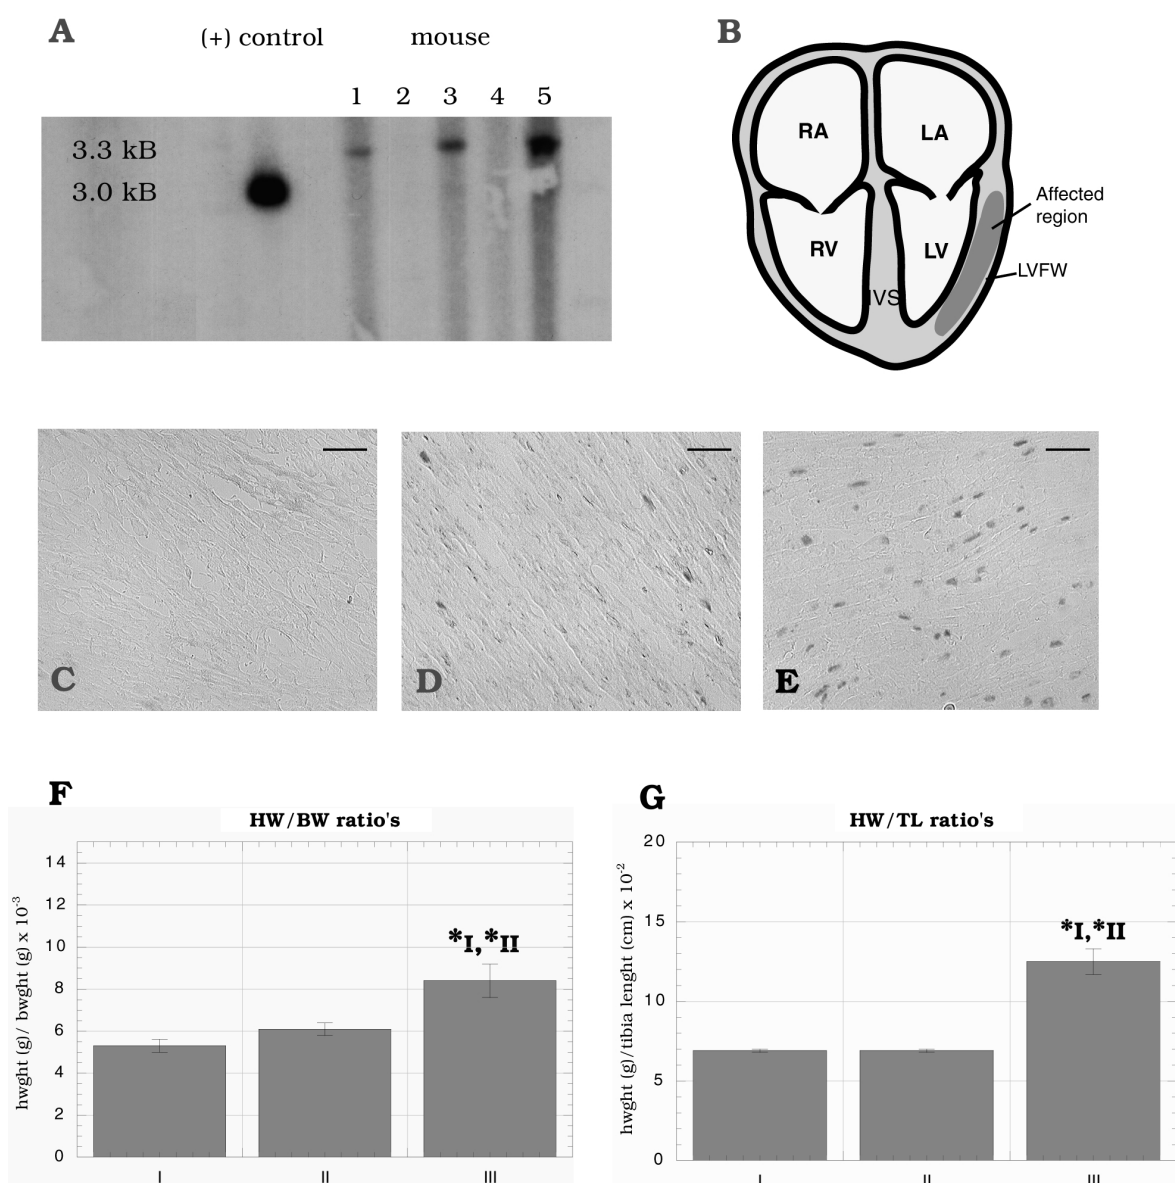 A
(+) control mouse
1 2 3 4 5
3.3 kB
3.0 kB
B
RA LA
RV LV
IVS
Affected
region
LVFW
C
D
E
F
HW/BW ratio's
hwght (g)/ bwght (g) x 10-3
14
12
10
8
6
4
2
0
*I,*II
I II III
G
HW/TL ratio's
hwght (g)/tibia lenght (cm) x 10-2
20
15
10
5
0
*I,*II
I II III